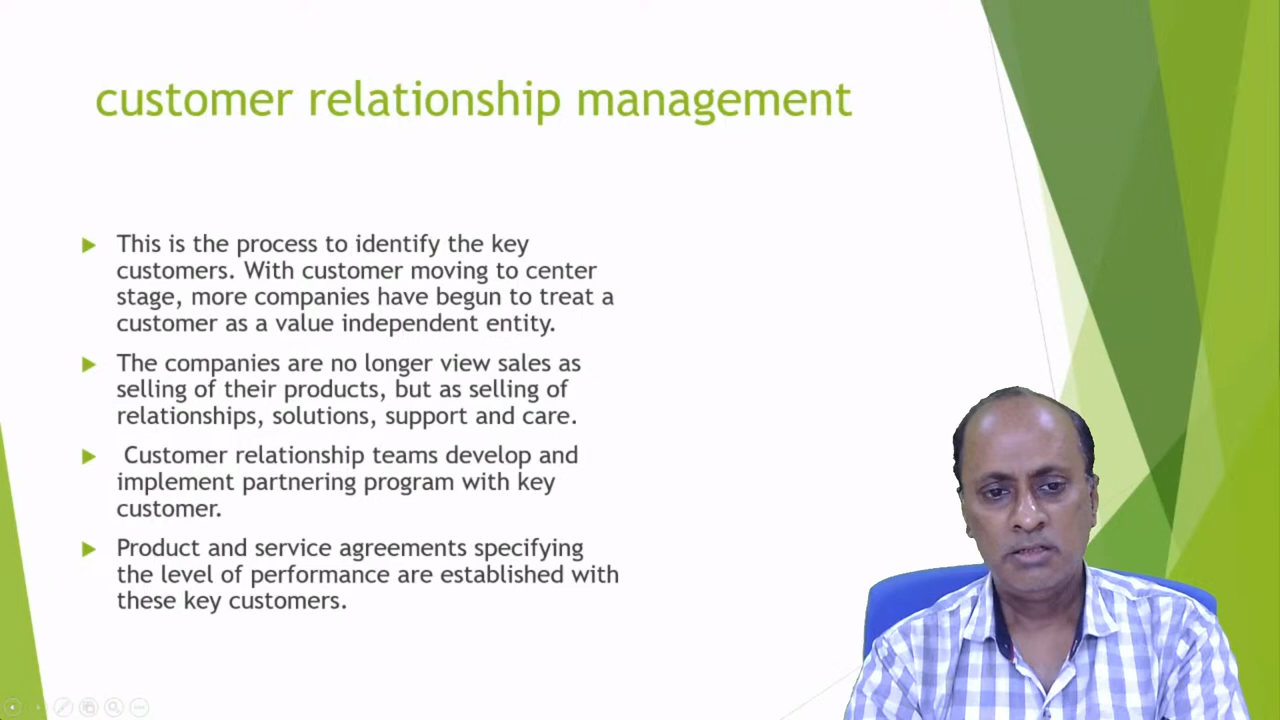 customer relationship management
This is the process to identify the key
customers. With customer moving to center
stage, more companies have begun to treat a
customer as a value independent entity.
The companies are no longer view sales as
selling of their products, but as selling of
relationships, solutions, support and care.
Customer relationship teams develop and
implement partnering program with key
customer.
Product and service agreements specifying
the level of performance are established with
these key customers.